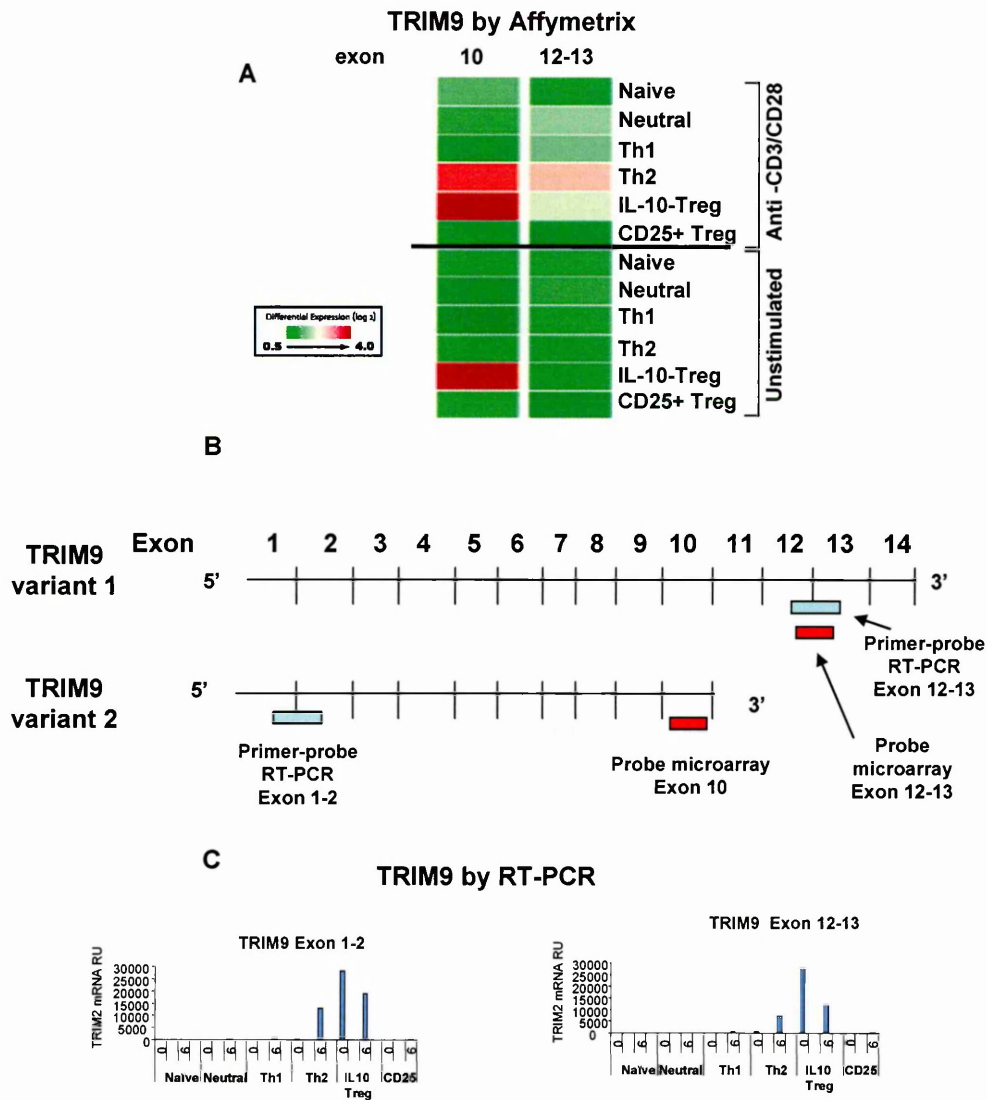 TRIM9 by Affymetrix
exon 10 12-13
A
Naive
Neutral
Th1
Th2
IL-10-Treg
CD25+ Treg
Anti -CD3/CD28
Naive
Neutral
Th1
Th2
IL-10-Treg
CD25+ Treg
Unstimulated
Differential Expression (log 2)
0.5 4.0
B
Exon 1 2 3 4 5 6 7 8 9 10 11 12 13 14
TRIM9
variant 1
5' 3'
Primer-probe
RT-PCR
Exon 12-13
TRIM9
variant 2
5' 3'
Primer-probe
RT-PCR
Exon 1-2
Probe microarray
Exon 10
Probe
microarray
Exon 12-13
C
TRIM9 by RT-PCR
TRIM9 Exon 1-2
TRIM2 mRNA RU
30000
25000
20000
15000
10000
5000
0
0 6 0 6 0 6 0 6 0 6 0 6
Naïve Neutral Th1 Th2 IL10 CD25
Treg
TRIM9 Exon 12-13
TRIM2 mRNA RU
30000
25000
20000
15000
10000
5000
0
0 6 0 6 0 6 0 6 0 6 0 6
Naïve Neutral Th1 Th2 IL10 CD25
Treg